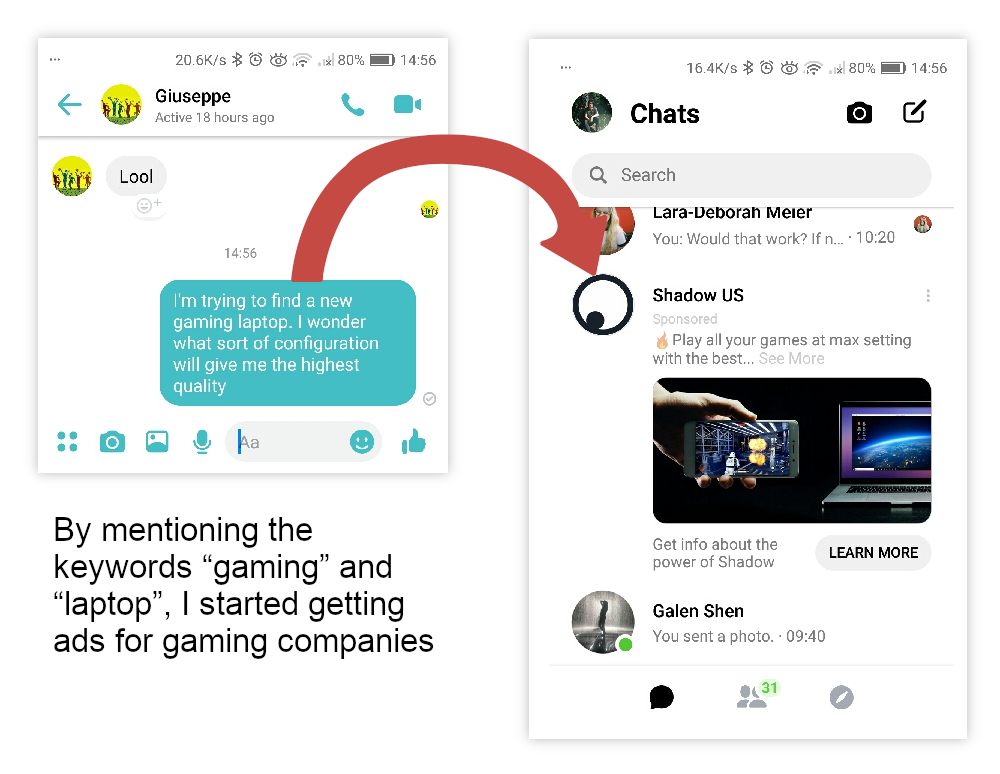 ... 20.6K/s 80% 14:56
Giuseppe
Active 18 hours ago
Lool
14:56
I'm trying to find a new
gaming laptop. I wonder
what sort of configuration
will give me the highest
quality
Aa
By mentioning the
keywords “gaming” and
“laptop”, I started getting
ads for gaming companies
... 16.4K/s 80% 14:56
Chats
Search
Lara-Deborah Meier
You: Would that work? If n... · 10:20
Shadow US
Sponsored
🔥Play all your games at max setting
with the best... See More
Get info about the
power of Shadow
LEARN MORE
Galen Shen
You sent a photo. · 09:40
31